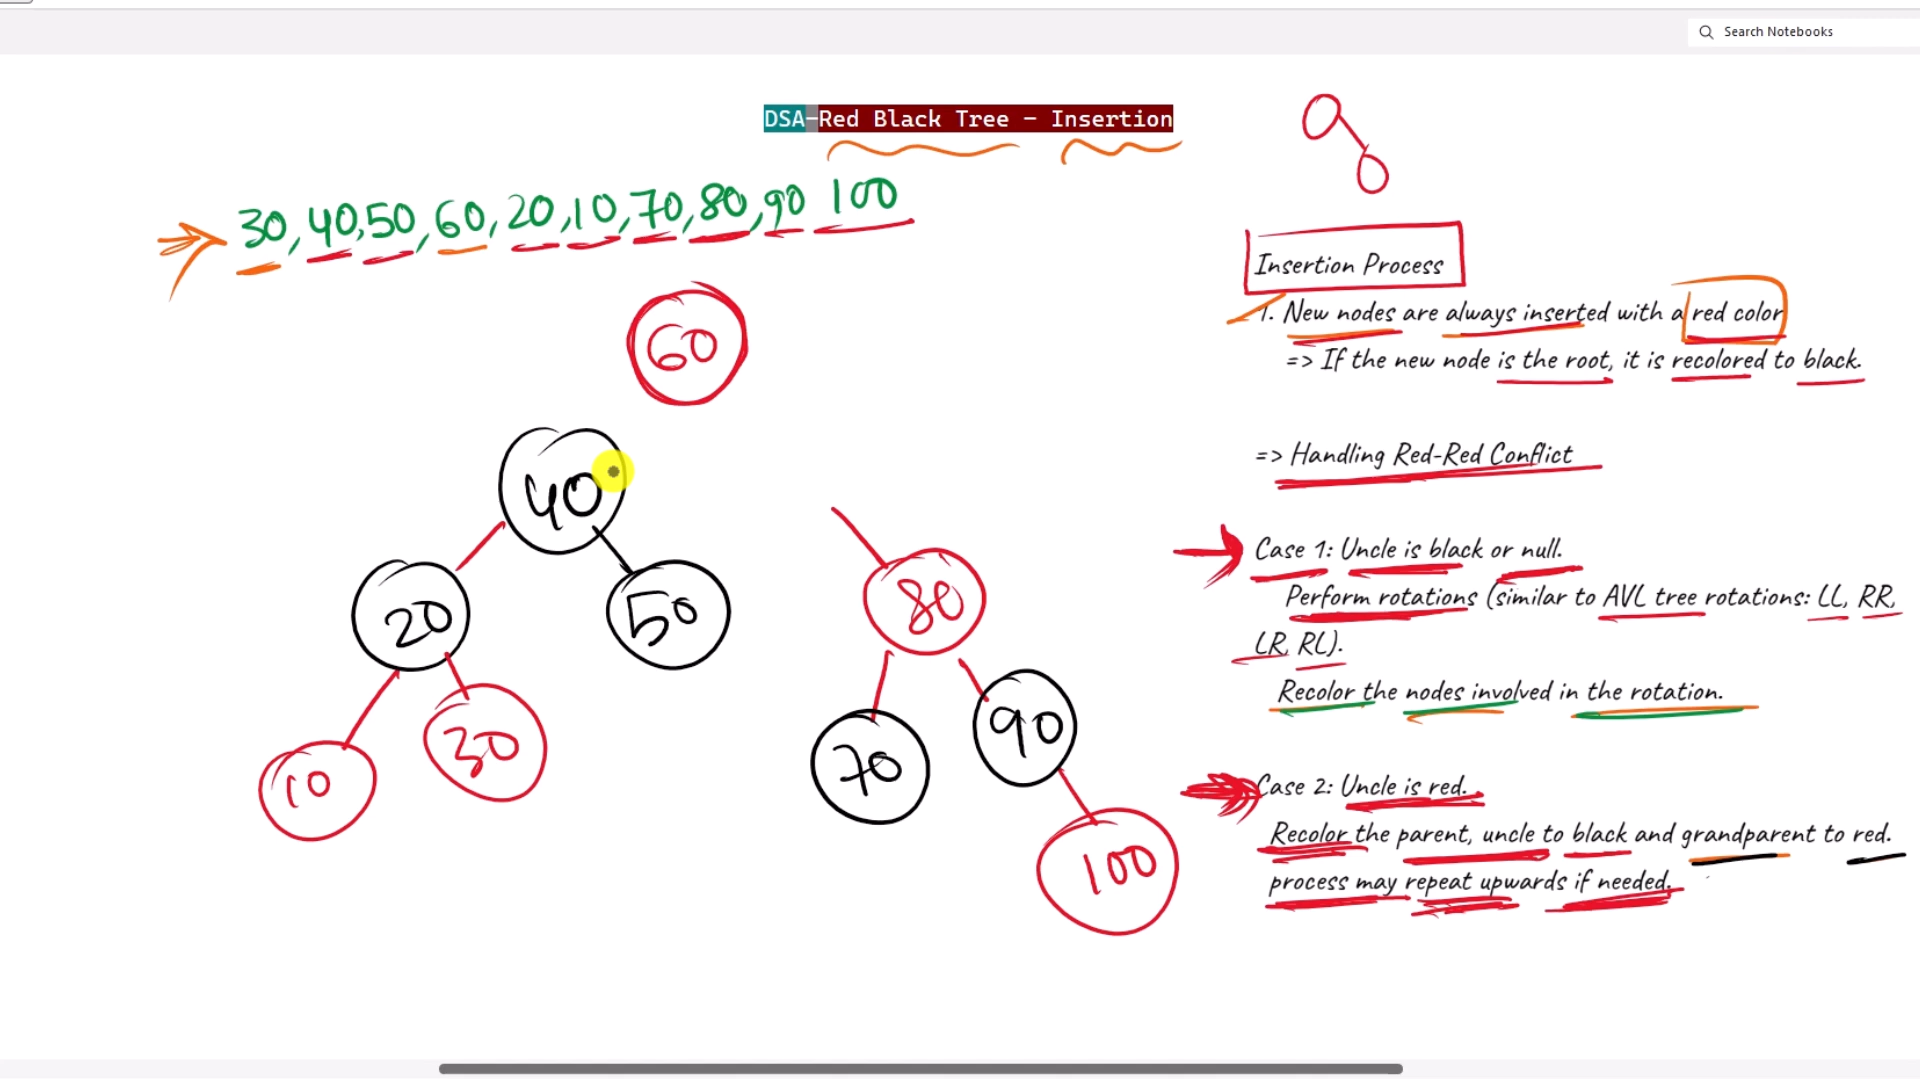 Search Notebooks
DSA-Red Black Tree - Insertion
30, 40, 50, 60, 20, 10, 70, 80, 90 100
60
40
20
50
10
30
80
70
90
100
Insertion Process
1. New nodes are always inserted with a red color
=> If the new node is the root, it is recolored to black.
=> Handling Red-Red Conflict
Case 1: Uncle is black or null.
Perform rotations (similar to AVL tree rotations: LL, RR,
LR, RL).
Recolor the nodes involved in the rotation.
Case 2: Uncle is red.
Recolor the parent, uncle to black and grandparent to red.
process may repeat upwards if needed.